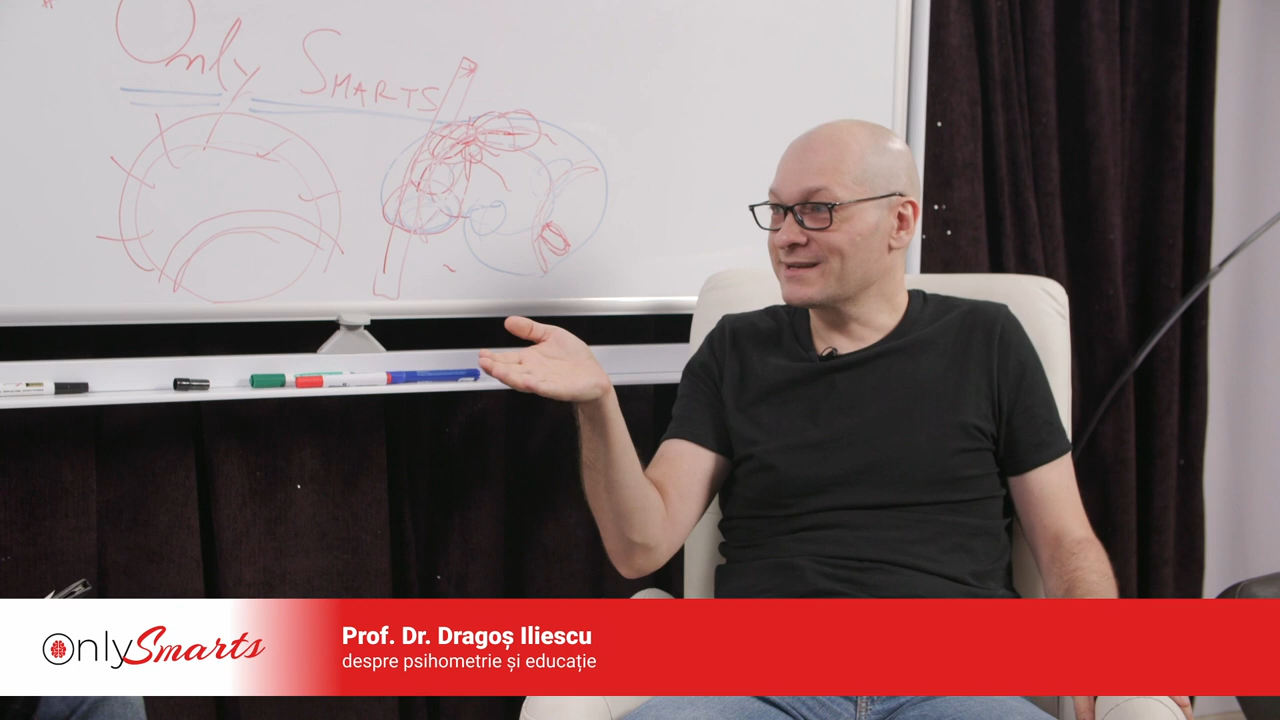 Only Smarts
OnlySmarts
Prof. Dr. Dragoș Iliescu
despre psihometrie și educație